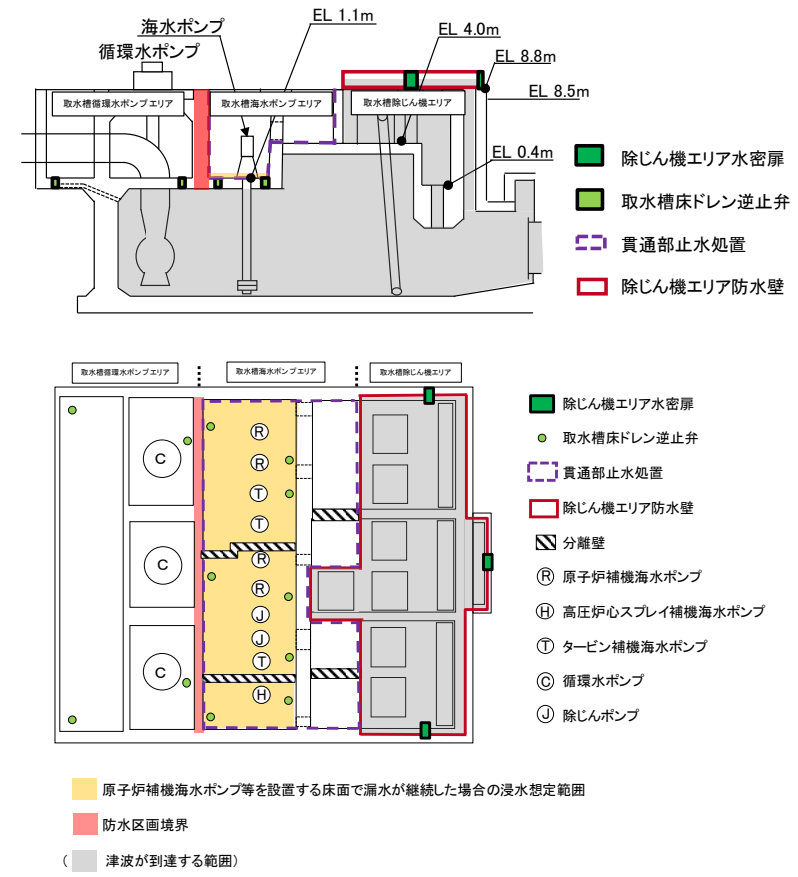 海水ポンプ
EL 1.1m
EL 4.0m
循環水ポンプ
EL 8.8m
EL 8.5m
取水槽循環水ポンプエリア
取水槽海水ポンプエリア
取水槽除じん機エリア
EL 0.4m
除じん機エリア水密扉
取水槽床ドレン逆止弁
貫通部止水処置
除じん機エリア防水壁
取水槽循環水ポンプエリア
取水槽海水ポンプエリア
取水槽除じん機エリア
C
C
C
R
R
T
T
R
R
J
J
T
H
除じん機エリア水密扉
取水槽床ドレン逆止弁
貫通部止水処置
除じん機エリア防水壁
分離壁
R 原子炉補機海水ポンプ
H 高圧炉心スプレイ補機海水ポンプ
T タービン補機海水ポンプ
C 循環水ポンプ
J 除じんポンプ
原子炉補機海水ポンプ等を設置する床面で漏水が継続した場合の浸水想定範囲
防水区画境界
( 津波が到達する範囲)